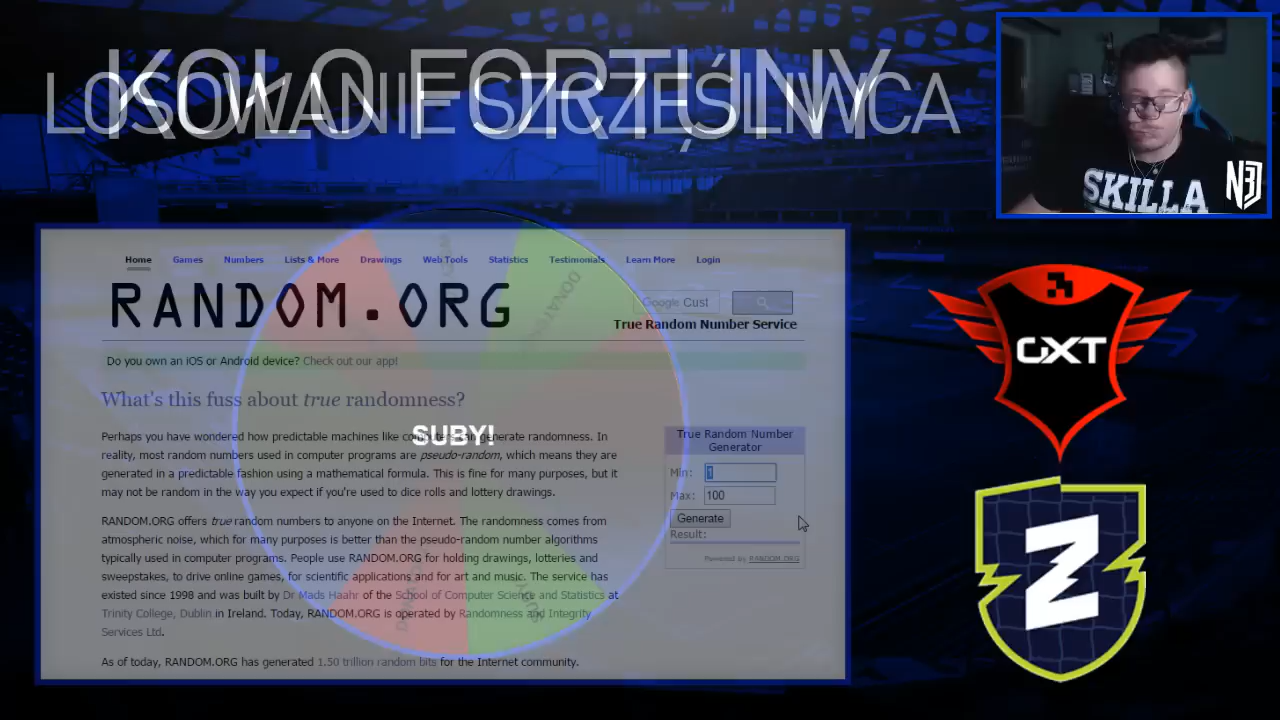 KOŁO FORTUNY
LOSOWANIE SZCZĘŚLIWCA
SKILLA
N3
Home Games Numbers Lists & More Drawings Web Tools Statistics Testimonials Learn More Login
RANDOM.ORG
Google Cust
True Random Number Service
Do you own an iOS or Android device? Check out our app!
What's this fuss about true randomness?
Perhaps you have wondered how predictable machines like computers can generate randomness. In
reality, most random numbers used in computer programs are pseudo-random, which means they are
generated in a predictable fashion using a mathematical formula. This is fine for many purposes, but it
may not be random in the way you expect if you're used to dice rolls and lottery drawings.
SUBY!
True Random Number
Generator
Min: 1
Max: 100
Generate
Result:
Powered by RANDOM.ORG
RANDOM.ORG offers true random numbers to anyone on the Internet. The randomness comes from
atmospheric noise, which for many purposes is better than the pseudo-random number algorithms
typically used in computer programs. People use RANDOM.ORG for holding drawings, lotteries and
sweepstakes, to drive online games, for scientific applications and for art and music. The service has
existed since 1998 and was built by Dr Mads Haahr of the School of Computer Science and Statistics at
Trinity College, Dublin in Ireland. Today, RANDOM.ORG is operated by Randomness and Integrity
Services Ltd.
As of today, RANDOM.ORG has generated 1.50 trillion random bits for the Internet community.
GXT
Z